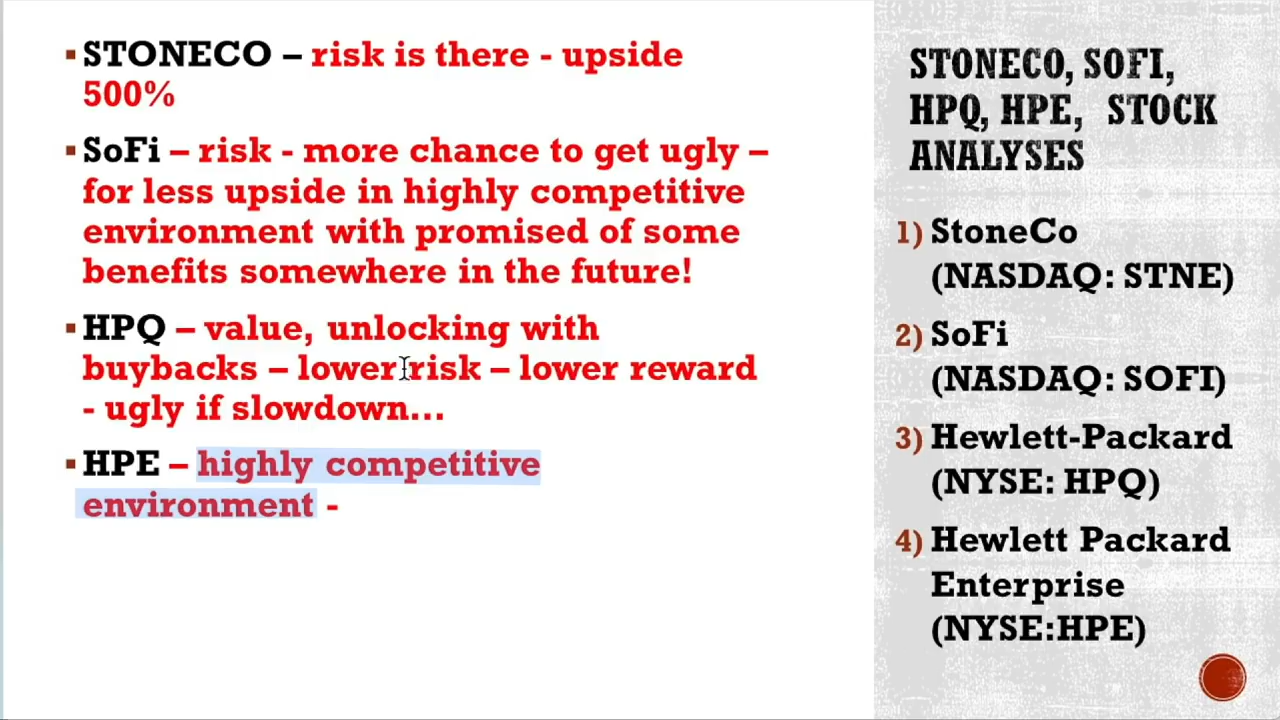 ▪STONECO – risk is there - upside
500%
▪SoFi – risk - more chance to get ugly –
for less upside in highly competitive
environment with promised of some
benefits somewhere in the future!
▪HPQ – value, unlocking with
buybacks – lower risk – lower reward
- ugly if slowdown...
▪HPE – highly competitive
environment -
STONECO, SOFI,
HPQ, HPE, STOCK
ANALYSES
1) StoneCo
(NASDAQ: STNE)
2) SoFi
(NASDAQ: SOFI)
3) Hewlett-Packard
(NYSE: HPQ)
4) Hewlett Packard
Enterprise
(NYSE:HPE)